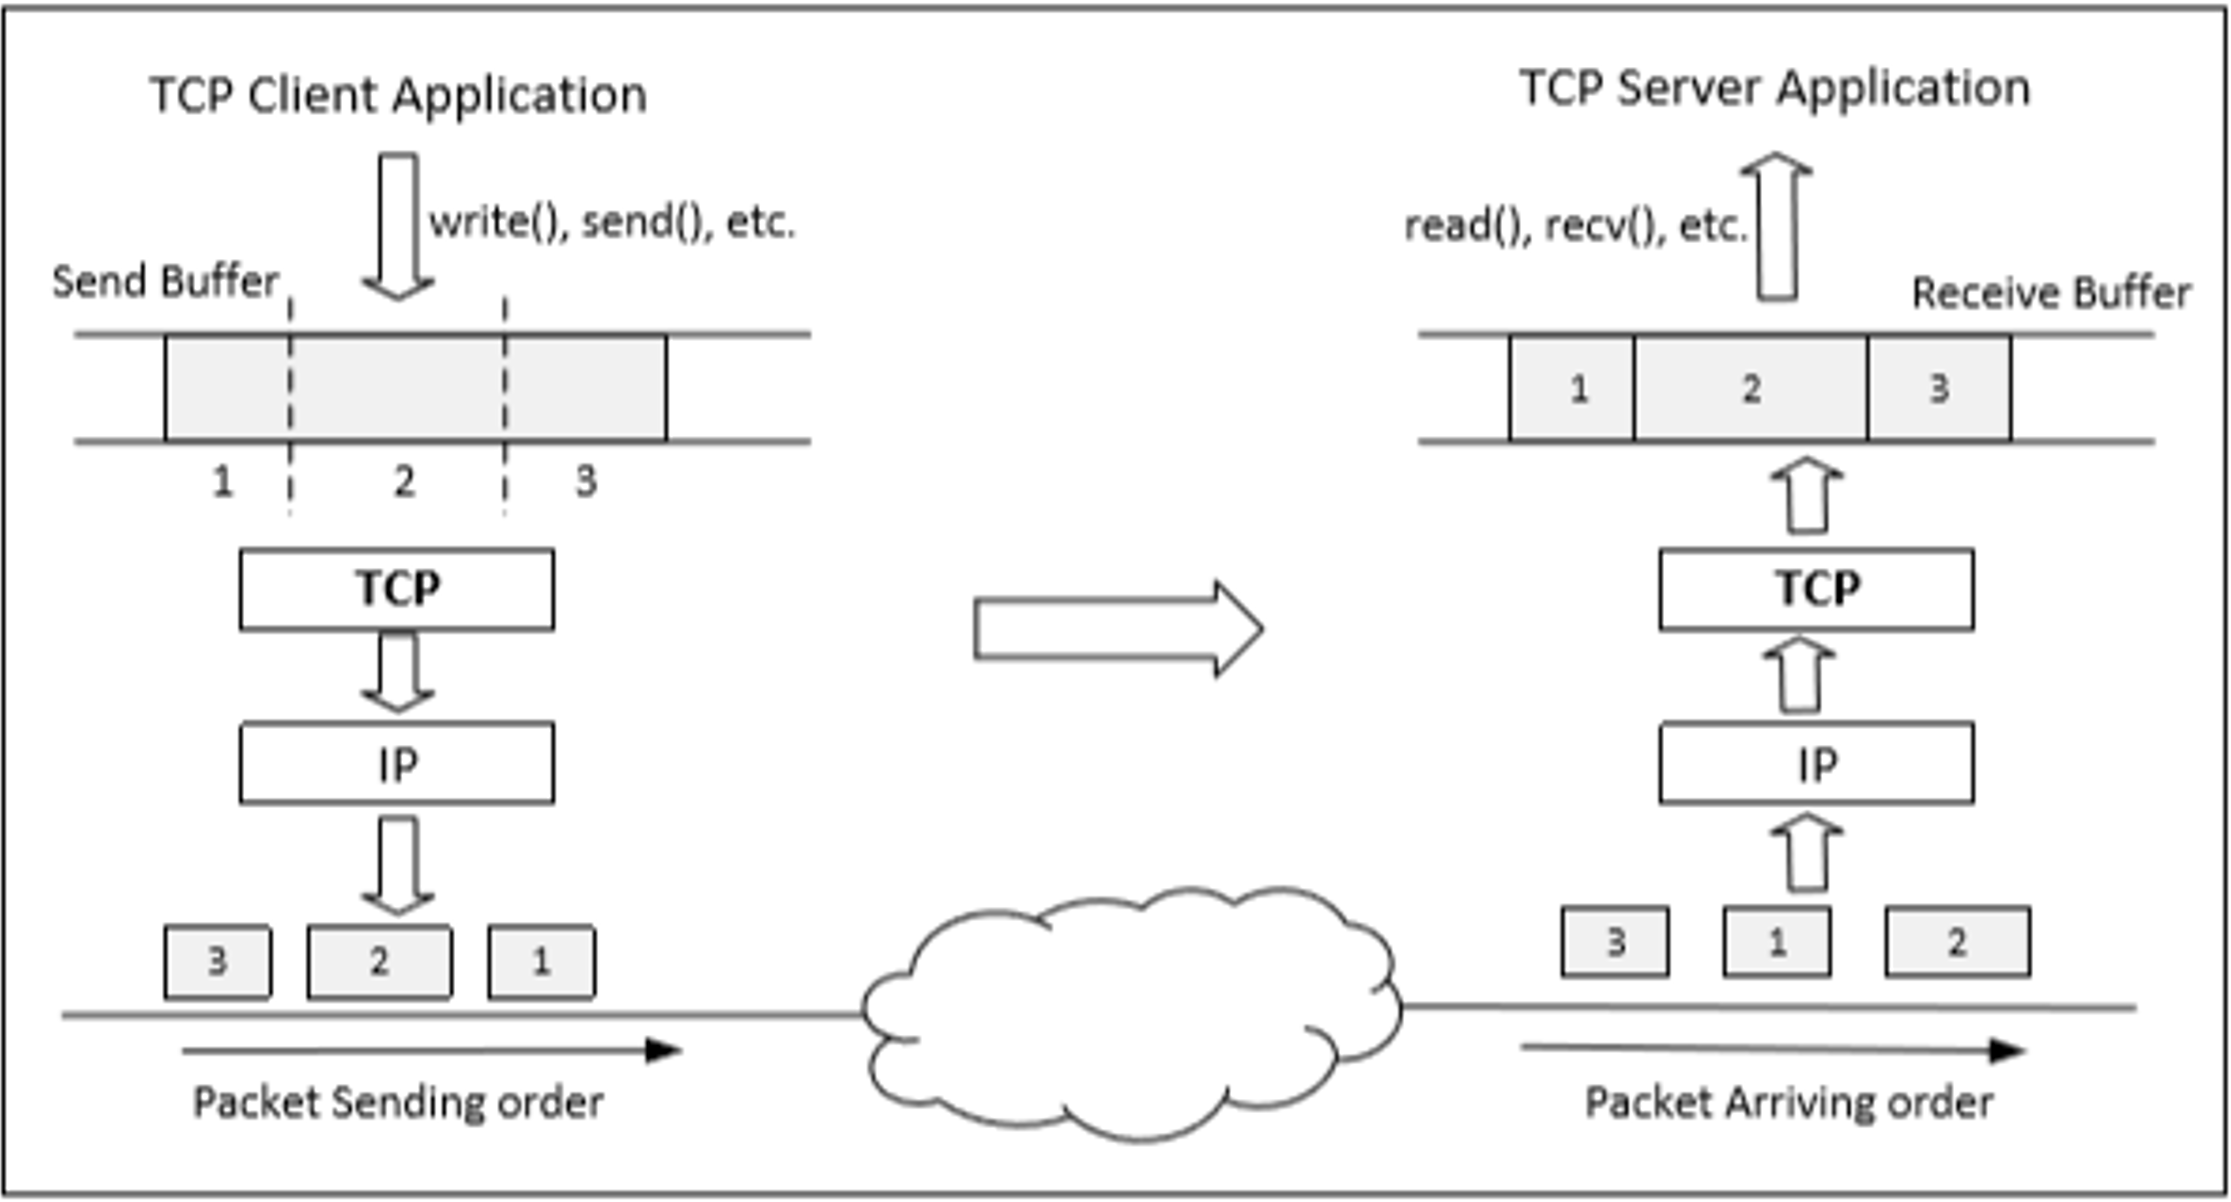 TCP Client Application
write(), send(), etc.
Send Buffer
1 2 3
TCP
IP
3 2 1
Packet Sending order
TCP Server Application
read(), recv(), etc.
Receive Buffer
1 2 3
TCP
IP
3 1 2
Packet Arriving order